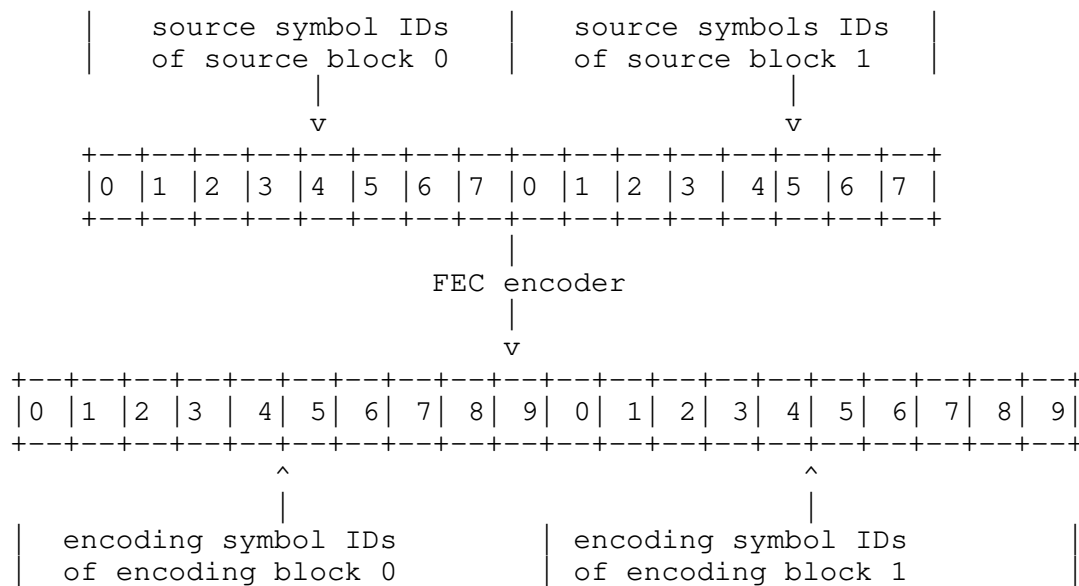 |   source symbol IDs   |   source symbols IDs  |
|   of source block 0   |   of source block 1   |
|                         |
v                         v
+--+--+--+--+--+--+--+--+--+--+--+--+--+--+--+--+
|0 |1 |2 |3 |4 |5 |6 |7 |0 |1 |2 |3 | 4|5 |6 |7 |
+--+--+--+--+--+--+--+--+--+--+--+--+--+--+--+--+
|
FEC encoder
|
v
+--+--+--+--+--+--+--+--+--+--+--+--+--+--+--+--+--+--+--+--+
|0 |1 |2 |3 | 4| 5| 6| 7| 8| 9| 0| 1| 2| 3| 4| 5| 6| 7| 8| 9|
+--+--+--+--+--+--+--+--+--+--+--+--+--+--+--+--+--+--+--+--+
^                             ^
|                             |
|  encoding symbol IDs        | encoding symbol IDs         |
|  of encoding block 0        | of encoding block 1         |